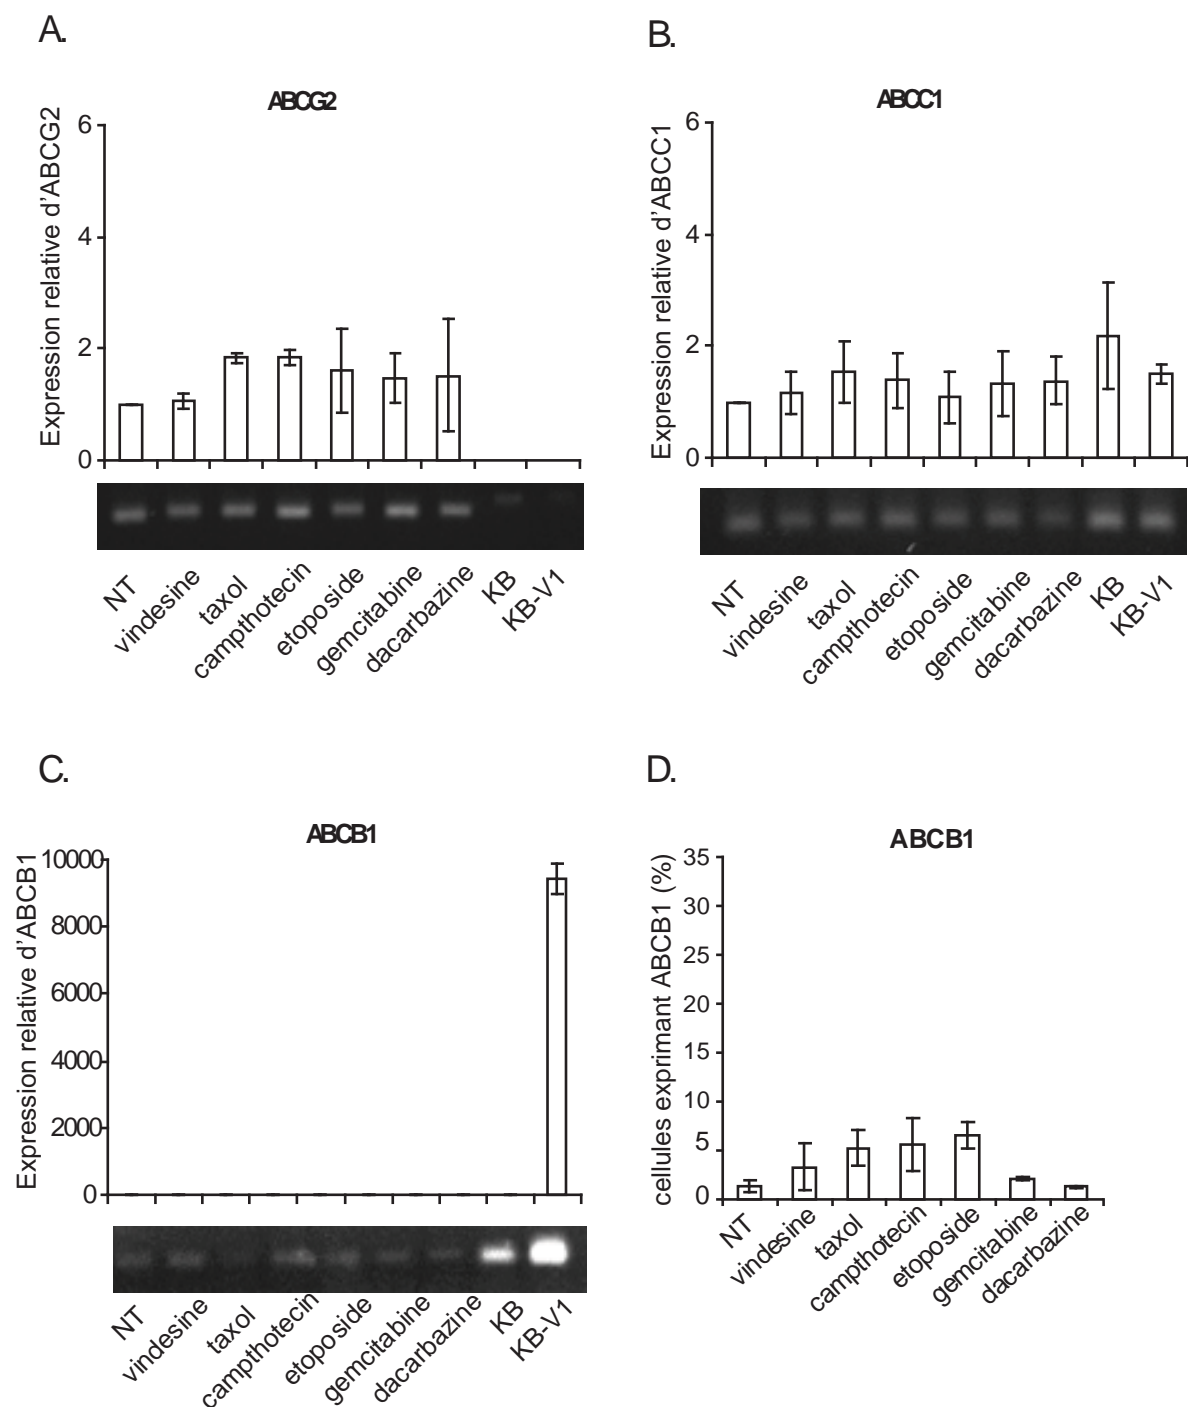 A.
ABCG2
Expression relative d'ABCG2
6
4
2
0
NT
vindesine
taxol
campthotecin
etoposide
gemcitabine
dacarbazine
KB
KB-V1
B.
ABCC1
Expression relative d'ABCC1
6
4
2
0
NT
vindesine
taxol
campthotecin
etoposide
gemcitabine
dacarbazine
KB
KB-V1
C.
ABCB1
Expression relative d'ABCB1
10000
8000
6000
4000
2000
0
NT
vindesine
taxol
campthotecin
etoposide
gemcitabine
dacarbazine
KB
KB-V1
D.
ABCB1
cellules exprimant ABCB1 (%)
35
30
25
20
15
10
5
0
NT
vindesine
taxol
campthotecin
etoposide
gemcitabine
dacarbazine